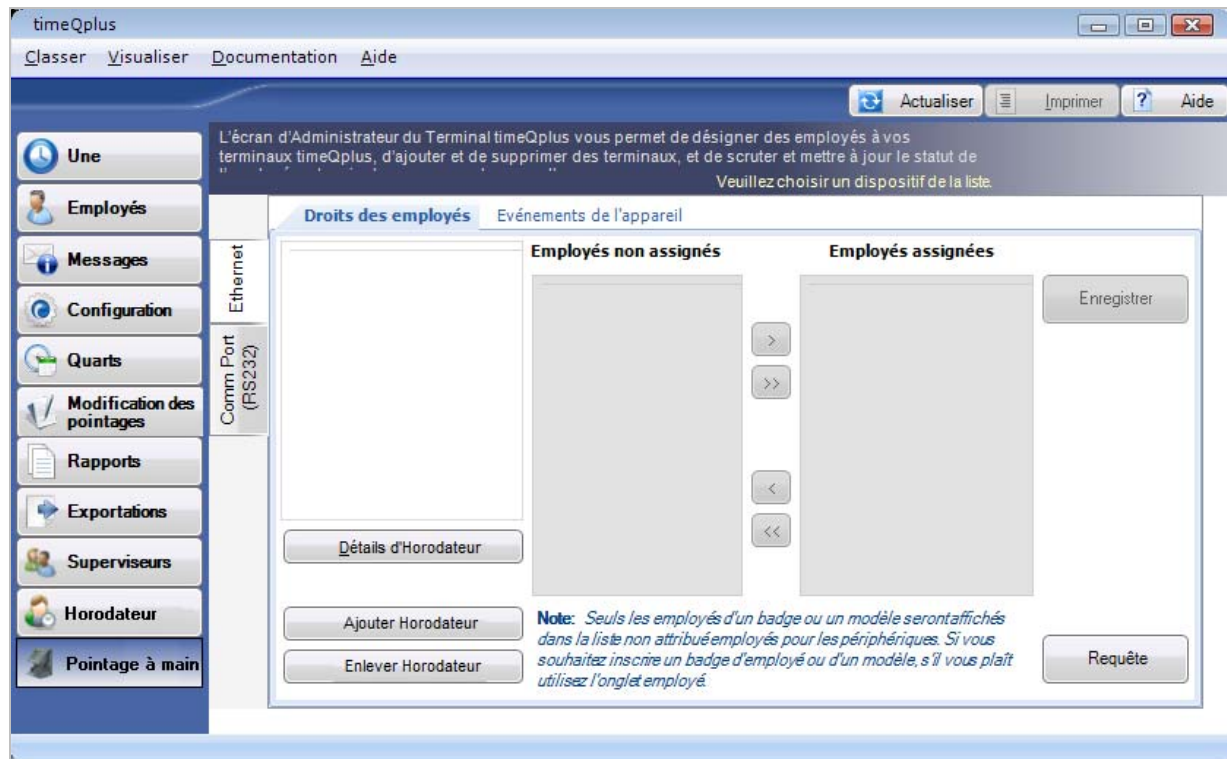 timeQplus
Classer Visualiser Documentation Aide
Actualiser Imprimer Aide
L'écran d'Administrateur du Terminal timeQplus vous permet de désigner des employés à vos
terminaux timeQplus, d'ajouter et de supprimer des terminaux, et de scruter et mettre à jour le statut de
Veuillez choisir un dispositif de la liste.
Une
Employés
Messages
Configuration
Quarts
Modification des
pointages
Rapports
Exportations
Superviseurs
Horodateur
Pointage à main
Ethernet
Comm Port
(RS232)
Droits des employés Evénements de l'appareil
Employés non assignés Employés assignées
>
>>
<
<<
Enregistrer
Détails d'Horodateur
Ajouter Horodateur
Enlever Horodateur
Note: Seuls les employés d'un badge ou un modèle serontaffichés
dans la liste non attribuéemployés pour les périphériques. Si vous
souhaitez inscrire un badge d'employé ou d'un modèle, s'il vous plaît
utilisez l'onglet employé.
Requête